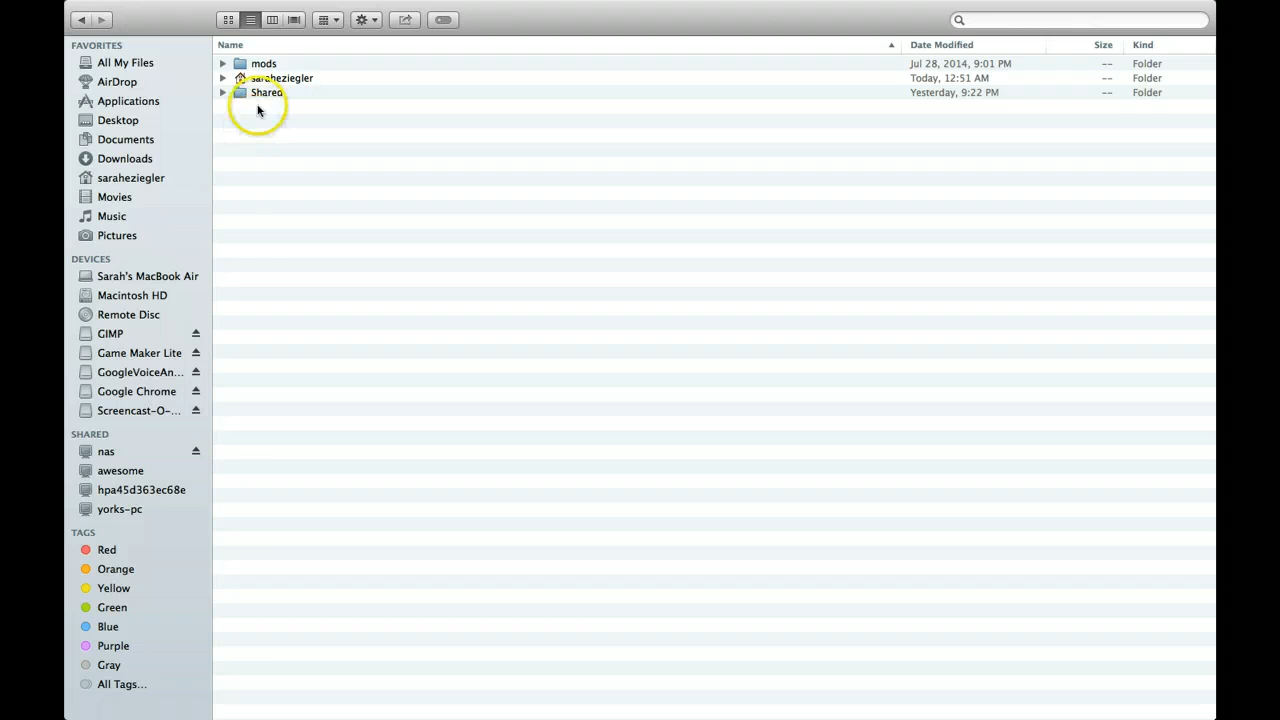 Name Date Modified Size Kind
mods Jul 28, 2014, 9:01 PM -- Folder
saraheziegler Today, 12:51 AM -- Folder
Shared Yesterday, 9:22 PM -- Folder
FAVORITES
All My Files
AirDrop
Applications
Desktop
Documents
Downloads
saraheziegler
Movies
Music
Pictures
DEVICES
Sarah's MacBook Air
Macintosh HD
Remote Disc
GIMP
Game Maker Lite
GoogleVoiceAn...
Google Chrome
Screencast-O-...
SHARED
nas
awesome
hpa45d363ec68e
yorks-pc
TAGS
Red
Orange
Yellow
Green
Blue
Purple
Gray
All Tags...